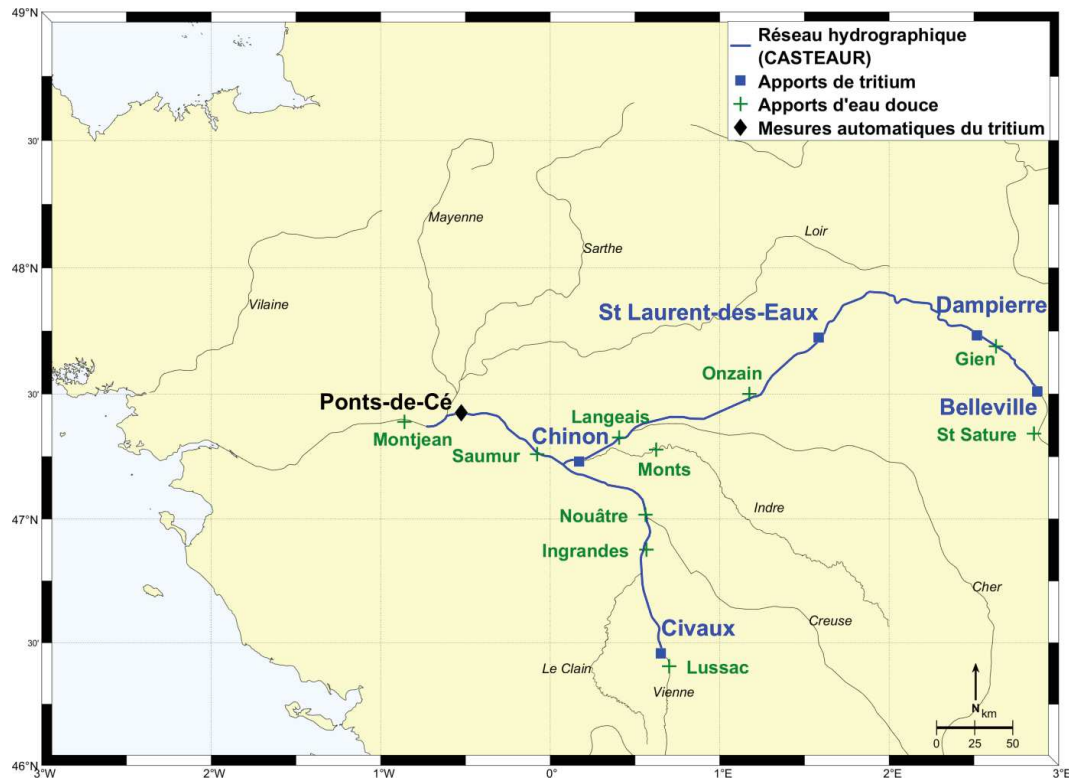 49°N
Réseau hydrographique
(CASTEAUR)
Apports de tritium
Apports d'eau douce
Mesures automatiques du tritium
30'
Mayenne
Sarthe
Loir
48°N
Vilaine
St Laurent-des-Eaux
Dampierre
Gien
Onzain
30'
Ponts-de-Cé
Langeais
Belleville
Montjean
Chinon
St Sature
Saumur
Monts
47°N
Nouâtre
Indre
Ingrandes
Cher
Creuse
30'
Civaux
Le Clain
Lussac
Vienne
N
km
0 25 50
46°N
3°W 2°W 1°W 0° 1°E 2°E 3°E